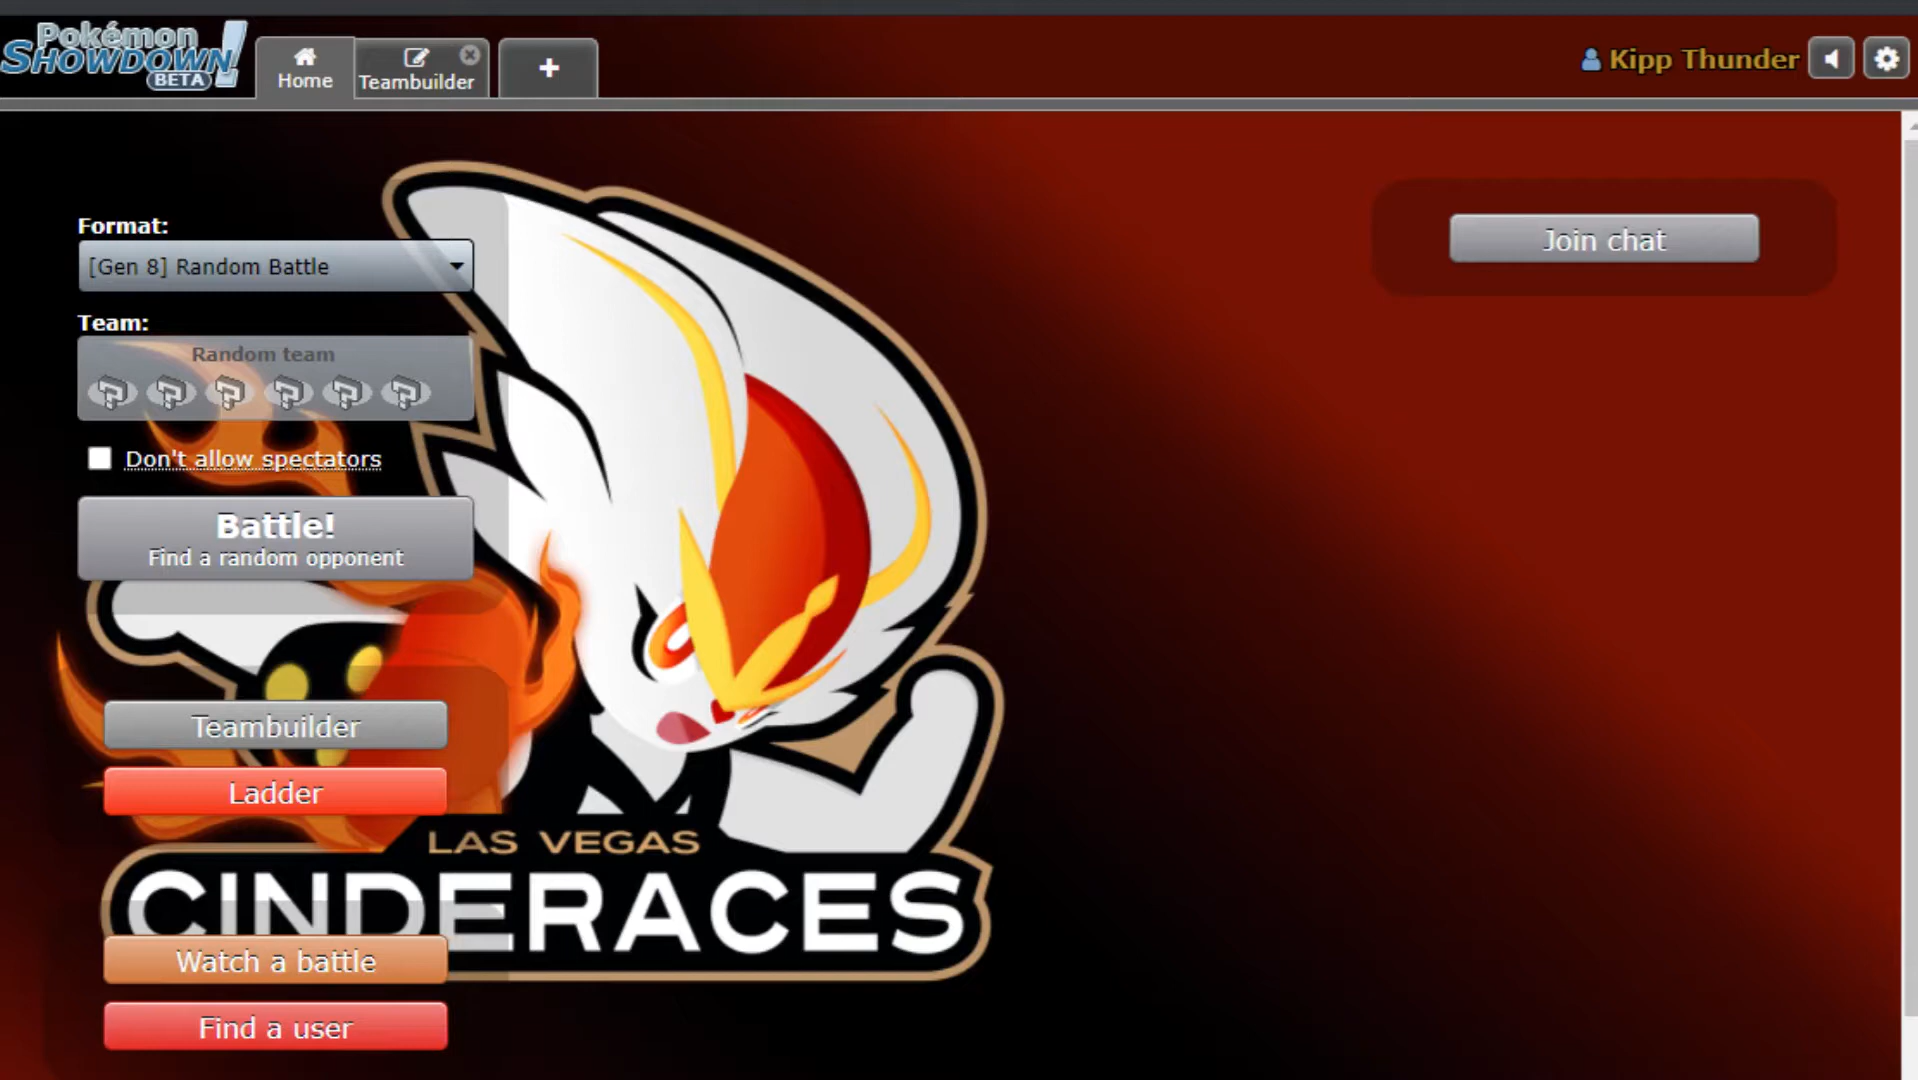 Pokémon
SHOWDOWN!
BETA
Home
Teambuilder
Kipp Thunder
Format:
[Gen 8] Random Battle
Team:
Random team
Don't allow spectators
Battle!
Find a random opponent
Join chat
Teambuilder
Ladder
LAS VEGAS
CINDERACES
Watch a battle
Find a user